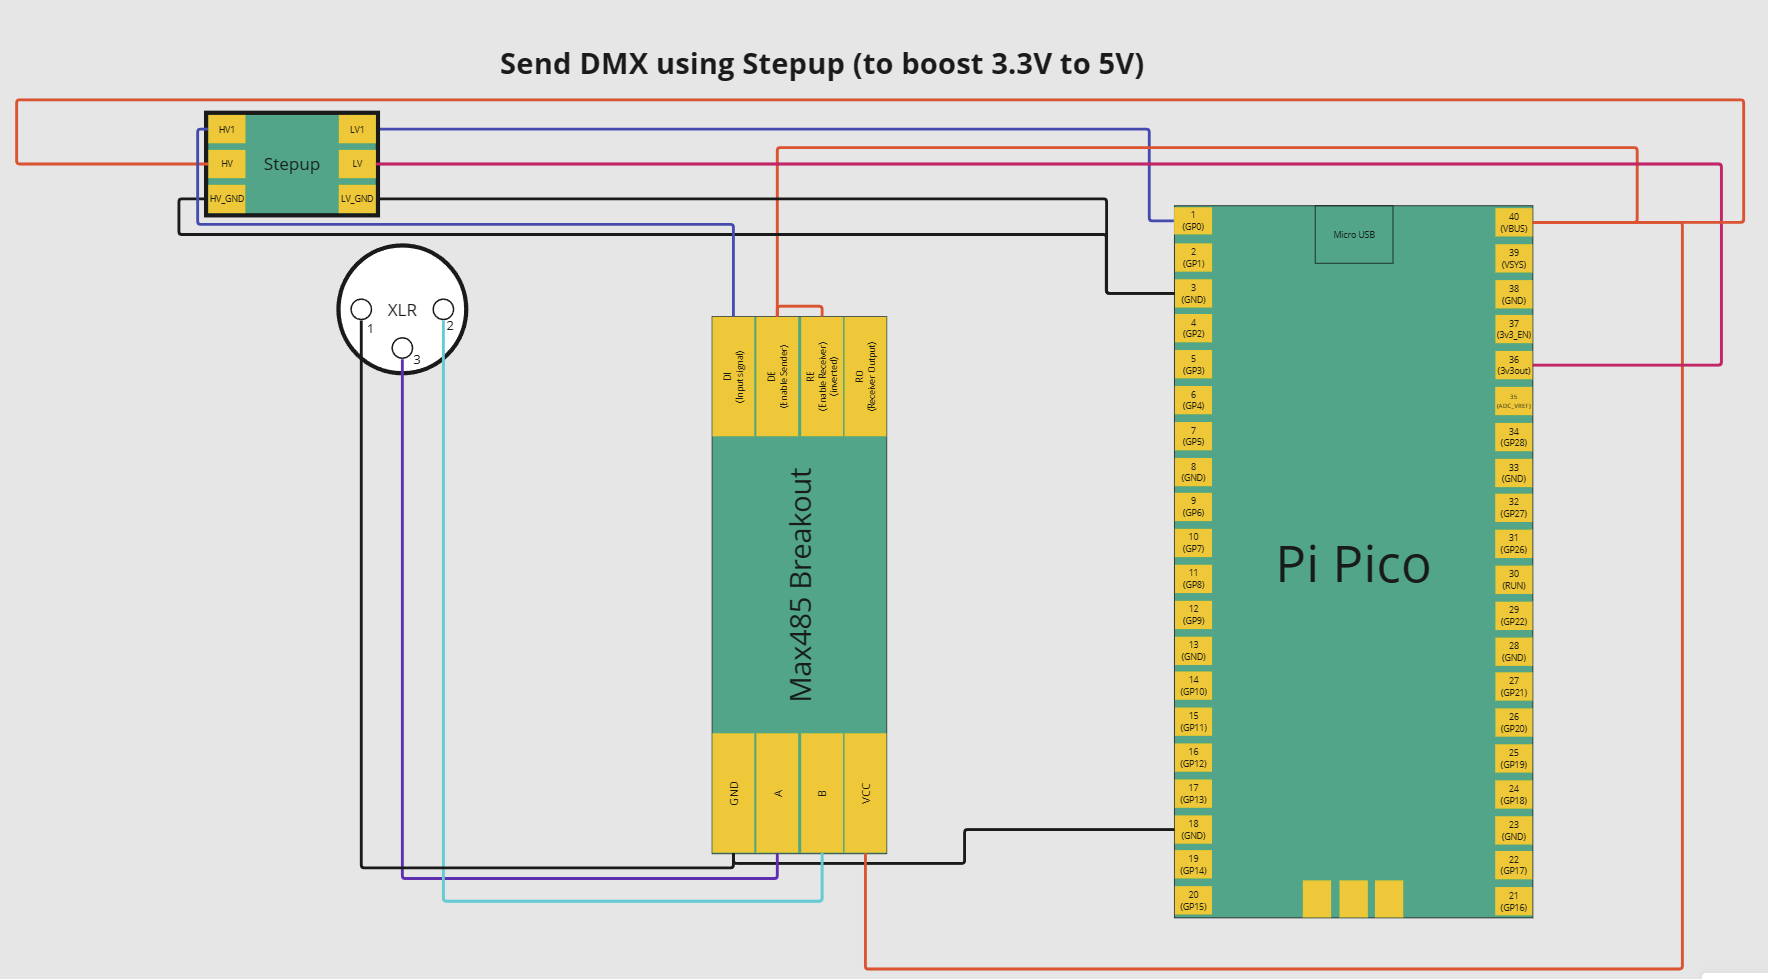 Send DMX using Stepup (to boost 3.3V to 5V)
HV1
LV1
HV
Stepup
LV
HV_GND
LV_GND
XLR
1
2
3
DI
(Input signal)
DE
(Enable Sender)
RE
(Enable Receiver)
(inverted)
RO
(Receiver Output)
Max485 Breakout
GND
A
B
VCC
Micro USB
Pi Pico
1
(GP0)
2
(GP1)
3
(GND)
4
(GP2)
5
(GP3)
6
(GP4)
7
(GP5)
8
(GND)
9
(GP6)
10
(GP7)
11
(GP8)
12
(GP9)
13
(GND)
14
(GP10)
15
(GP11)
16
(GP12)
17
(GP13)
18
(GND)
19
(GP14)
20
(GP15)
40
(VBUS)
39
(VSYS)
38
(GND)
37
(3v3_EN)
36
(3v3out)
35
(ADC_VREF)
34
(GP28)
33
(GND)
32
(GP27)
31
(GP26)
30
(RUN)
29
(GP22)
28
(GND)
27
(GP21)
26
(GP20)
25
(GP19)
24
(GP18)
23
(GND)
22
(GP17)
21
(GP16)